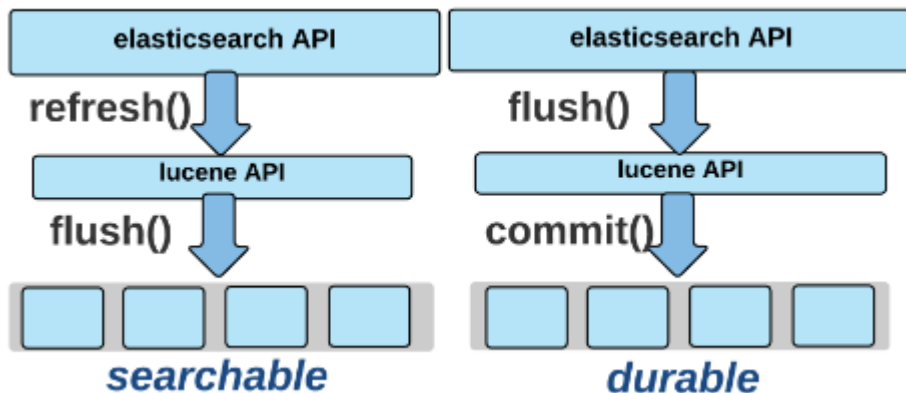 elasticsearch API
refresh()
lucene API
flush()
searchable
elasticsearch API
flush()
lucene API
commit()
durable